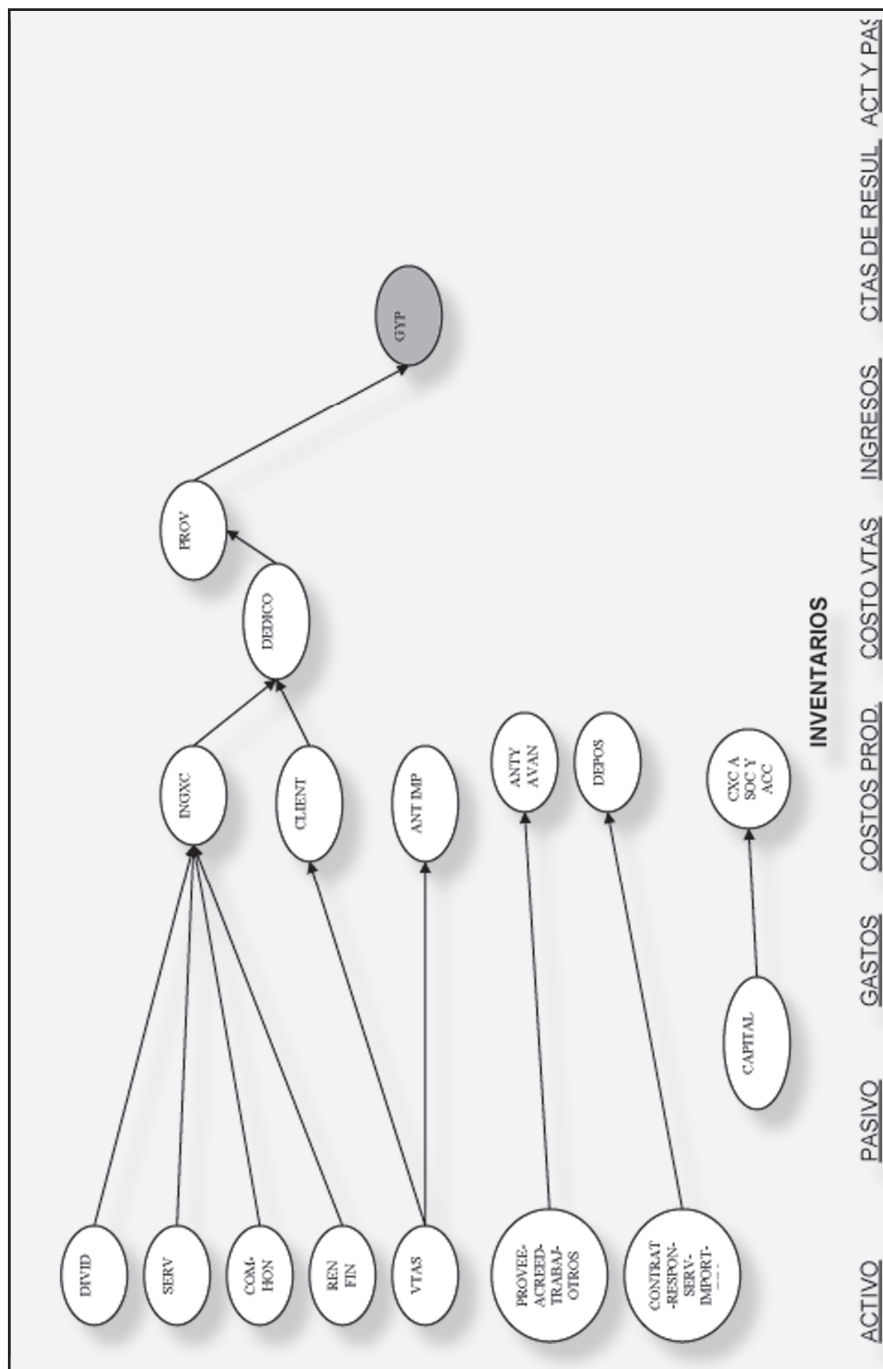 DIVID
SERV
COM-
HON
REN
FIN
VTAS
PROVEE-
ACREED-
TRABAJ-
OTROS
CONTRAT
-RESPON-
SERV-
IMPORT-
INGXC
CLIENT
ANT IMP
ANTY
AVAN
DEPOS
CAPITAL
CXC A
SOC Y
ACC
DEDICO
PROV
GYP
INVENTARIOS
ACTIVO PASIVO GASTOS COSTOS PROD. COSTO VTAS INGRESOS CTAS DE RESUL ACT Y PAS